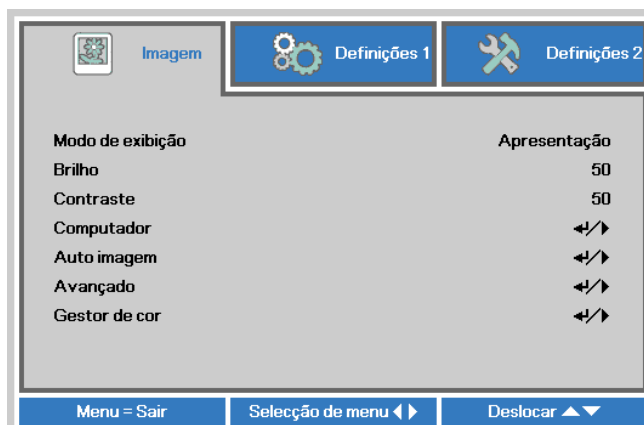 Imagem
Definições 1
Definições 2
Modo de exibição Apresentação
Brilho 50
Contraste 50
Computador ↵/▶
Auto imagem ↵/▶
Avançado ↵/▶
Gestor de cor ↵/▶
Menu = Sair
Selecção de menu ◀▶
Deslocar ▲▼